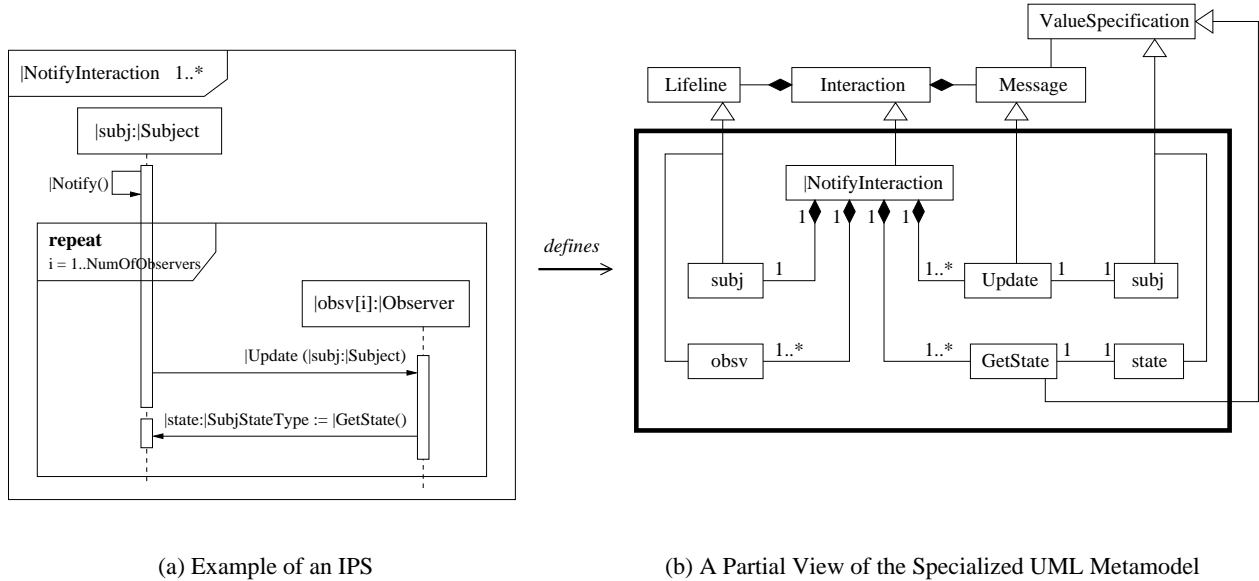 |NotifyInteraction 1..*
|subj:|Subject
|Notify()
repeat
i = 1..NumOfObservers
|obsv[i]:|Observer
|Update (|subj:|Subject)
|state:|SubjStateType := |GetState()
(a) Example of an IPS
defines
ValueSpecification
Lifeline
Interaction
Message
|NotifyInteraction
1 1 1 1
subj 1
1..* Update 1
1 subj
obsv 1..*
1..* GetState 1
1 state
(b) A Partial View of the Specialized UML Metamodel